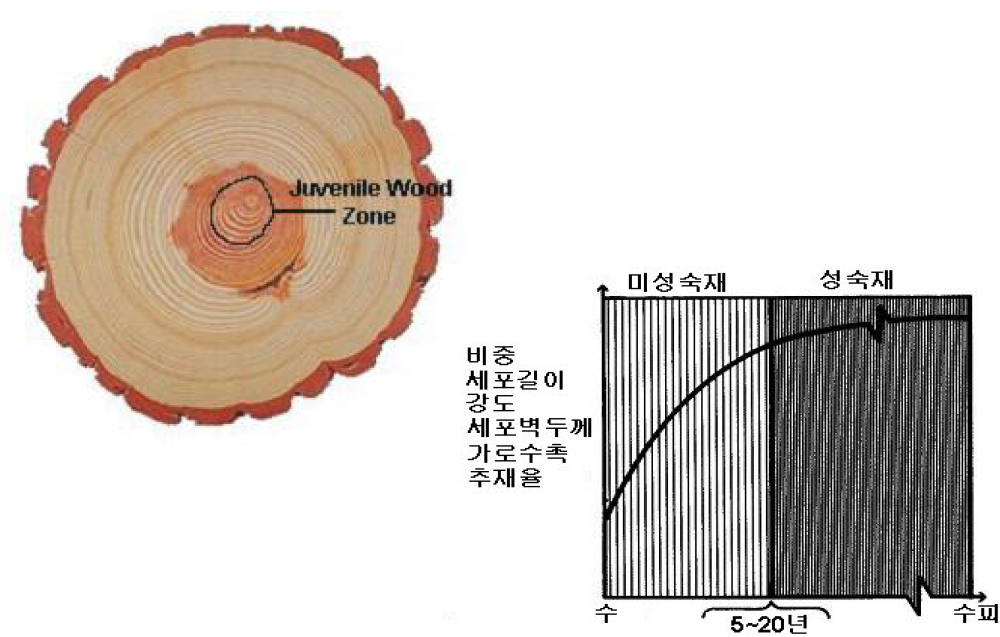 Juvenile Wood
Zone
미성숙재
성숙재
비중
세포길이
강도
세포벽두께
가로수축
추재율
수
5~20년
수피